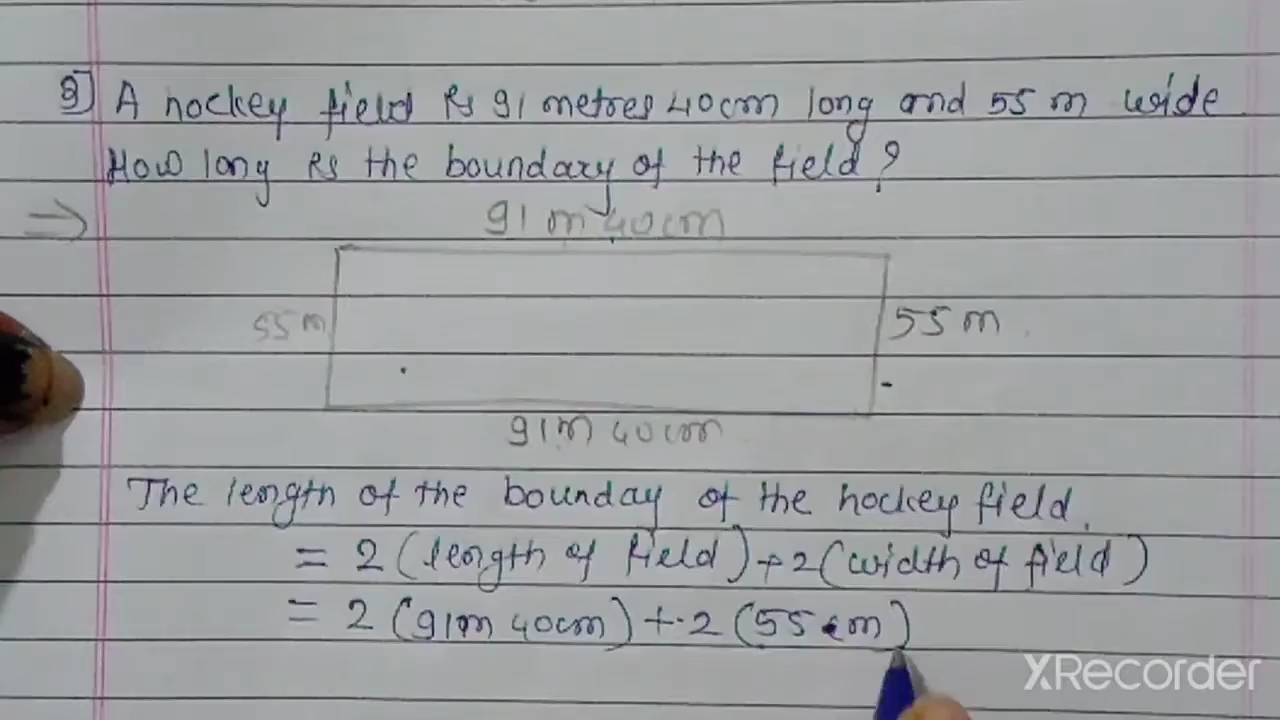 9] A hockey field is 91 metres 40cm long and 55 m wide
How long is the boundary of the field?
⇒ 91 m 40cm
55m 55 m
91m 40cm
The length of the bounday of the hockey field.
= 2 (length of field) + 2 (width of field)
= 2 (91m 40cm) + 2 (55 cm)
XRecorder